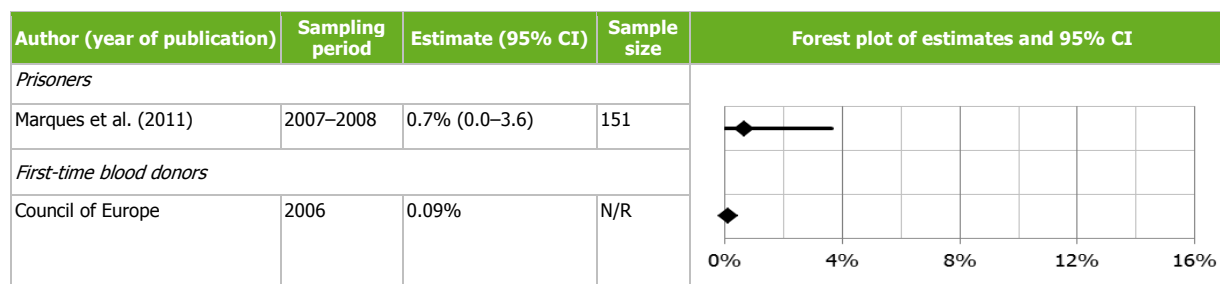 Author (year of publication) Sampling period Estimate (95% CI) Sample size Forest plot of estimates and 95% CI
Prisoners
Marques et al. (2011) 2007–2008 0.7% (0.0–3.6) 151
First-time blood donors
Council of Europe 2006 0.09% N/R
0% 4% 8% 12% 16%